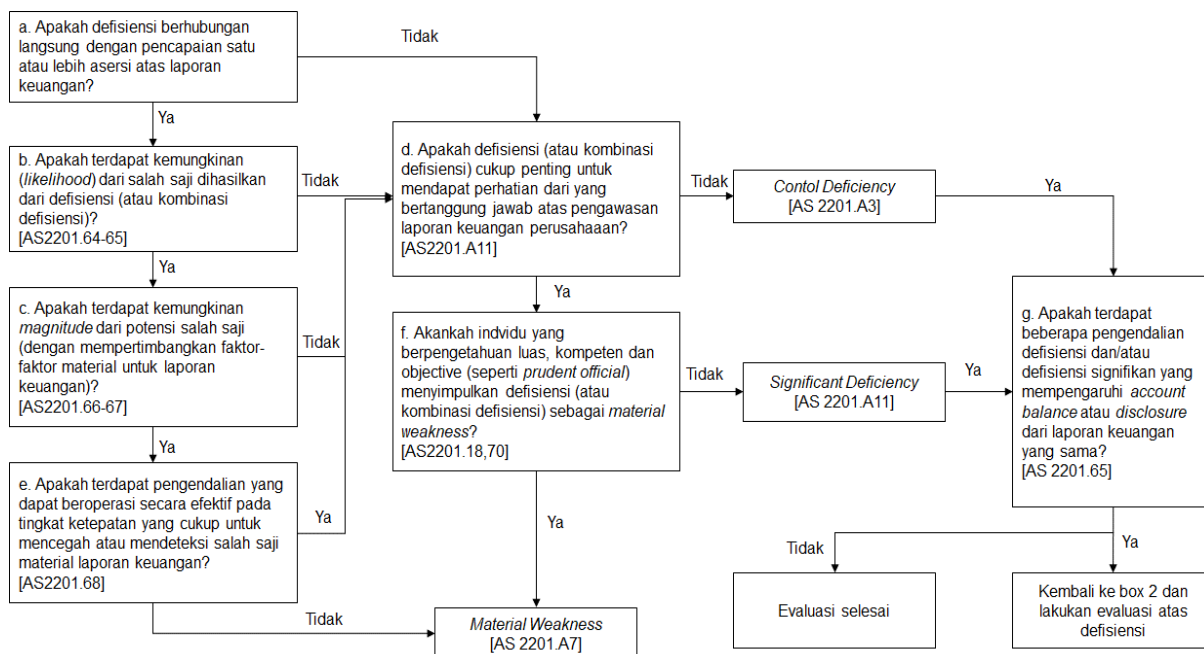 a. Apakah defisiensi berhubungan
langsung dengan pencapaian satu
atau lebih asersi atas laporan
keuangan?
Tidak
Ya
b. Apakah terdapat kemungkinan
(likelihood) dari salah saji dihasilkan
dari defisiensi (atau kombinasi
defisiensi)?
[AS2201.64-65]
Tidak
Ya
c. Apakah terdapat kemungkinan
magnitude dari potensi salah saji
(dengan mempertimbangkan faktor-
faktor material untuk laporan
keuangan)?
[AS2201.66-67]
Tidak
Ya
e. Apakah terdapat pengendalian yang
dapat beroperasi secara efektif pada
tingkat ketepatan yang cukup untuk
mencegah atau mendeteksi salah saji
material laporan keuangan?
[AS2201.68]
Ya
Tidak
d. Apakah defisiensi (atau kombinasi
defisiensi) cukup penting untuk
mendapat perhatian dari yang
bertanggung jawab atas pengawasan
laporan keuangan perusahaaan?
[AS2201.A11]
Tidak
Ya
f. Akankah indvidu yang
berpengetahuan luas, kompeten dan
objective (seperti prudent official)
menyimpulkan defisiensi (atau
kombinasi defisiensi) sebagai material
weakness?
[AS2201.18,70]
Tidak
Ya
Material Weakness
[AS 2201.A7]
Contol Deficiency
[AS 2201.A3]
Ya
Significant Deficiency
[AS 2201.A11]
Ya
g. Apakah terdapat
beberapa pengendalian
defisiensi dan/atau
defisiensi signifikan yang
mempengaruhi account
balance atau disclosure
dari laporan keuangan
yang sama?
[AS 2201.65]
Tidak
Ya
Evaluasi selesai
Kembali ke box 2 dan
lakukan evaluasi atas
defisiensi